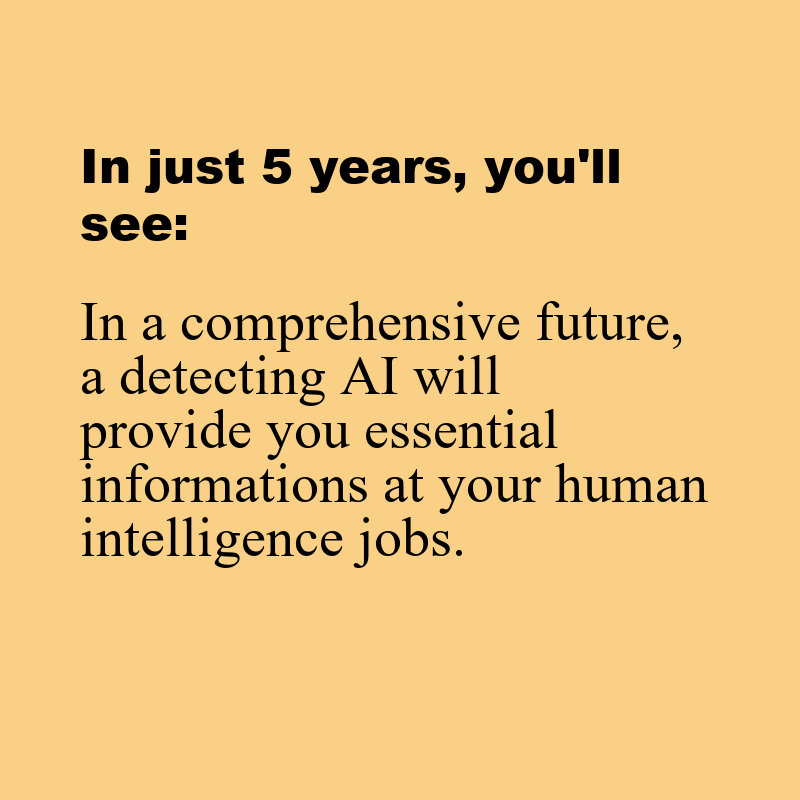 In just 5 years, you'll
see:
In a comprehensive future,
a detecting AI will
provide you essential
informations at your human
intelligence jobs.